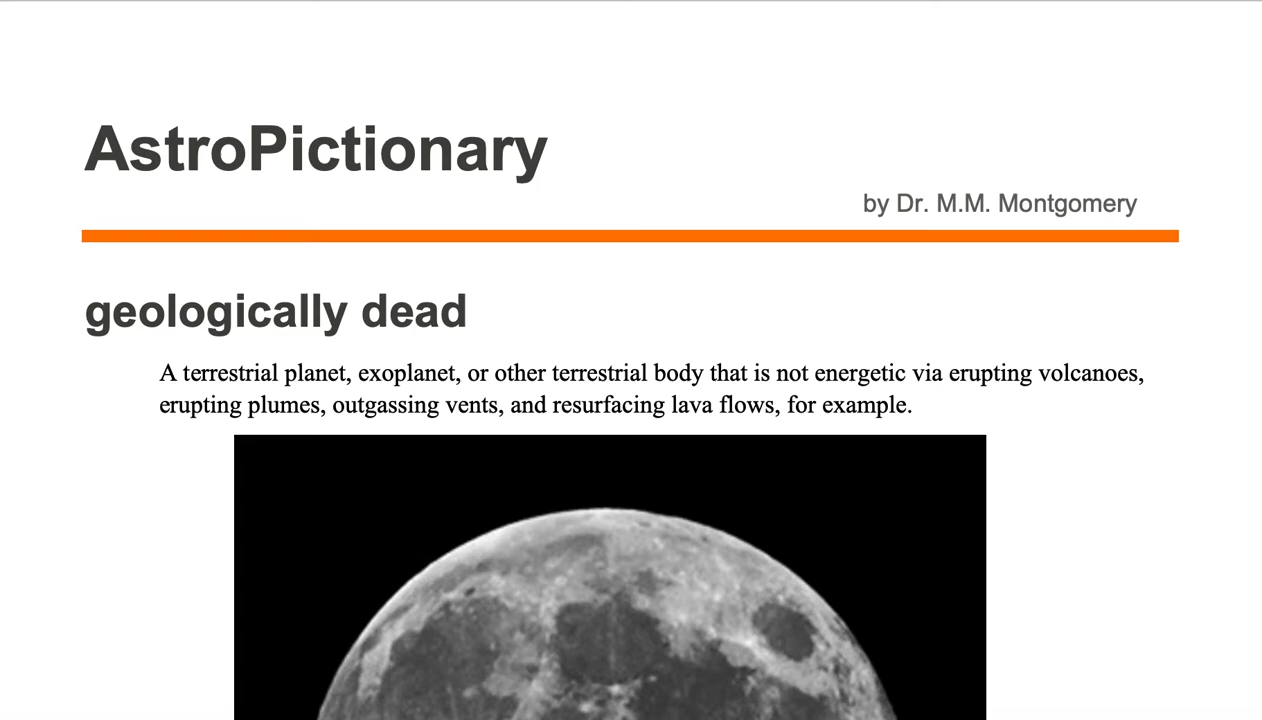 AstroPictionary
by Dr. M.M. Montgomery
geologically dead
A terrestrial planet, exoplanet, or other terrestrial body that is not energetic via erupting volcanoes,
erupting plumes, outgassing vents, and resurfacing lava flows, for example.